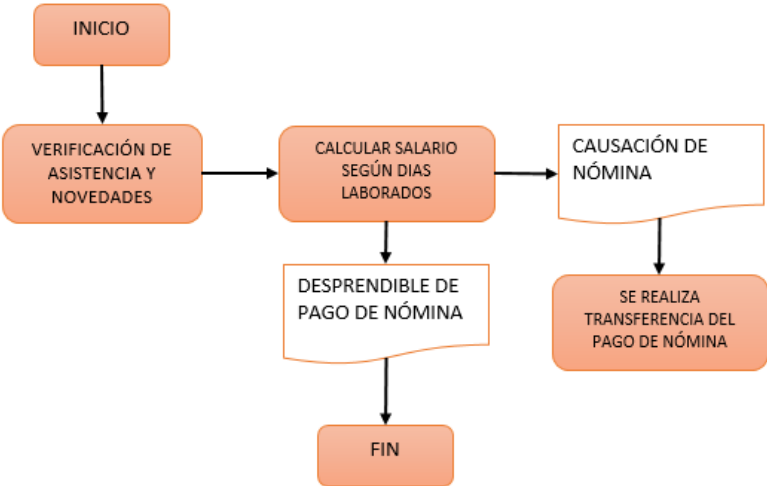 INICIO
VERIFICACIÓN DE
ASISTENCIA Y
NOVEDADES
CALCULAR SALARIO
SEGÚN DIAS
LABORADOS
CAUSACIÓN DE
NÓMINA
DESPRENDIBLE DE
PAGO DE NÓMINA
SE REALIZA
TRANSFERENCIA DEL
PAGO DE NÓMINA
FIN